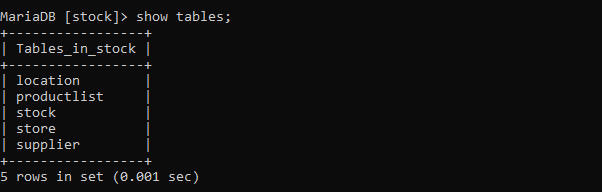 MariaDB [stock]> show tables;
+-----------------+
| Tables_in_stock |
+-----------------+
| location        |
| productlist     |
| stock           |
| store           |
| supplier        |
+-----------------+
5 rows in set (0.001 sec)